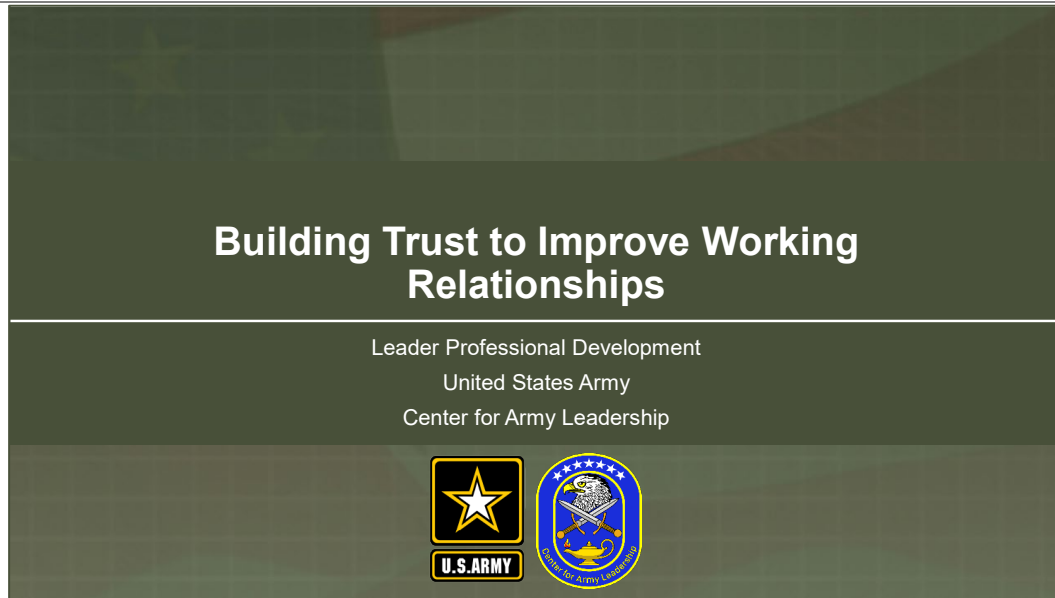 Building Trust to Improve Working
Relationships
Leader Professional Development
United States Army
Center for Army Leadership
U.S.ARMY
Center for Army Leadership